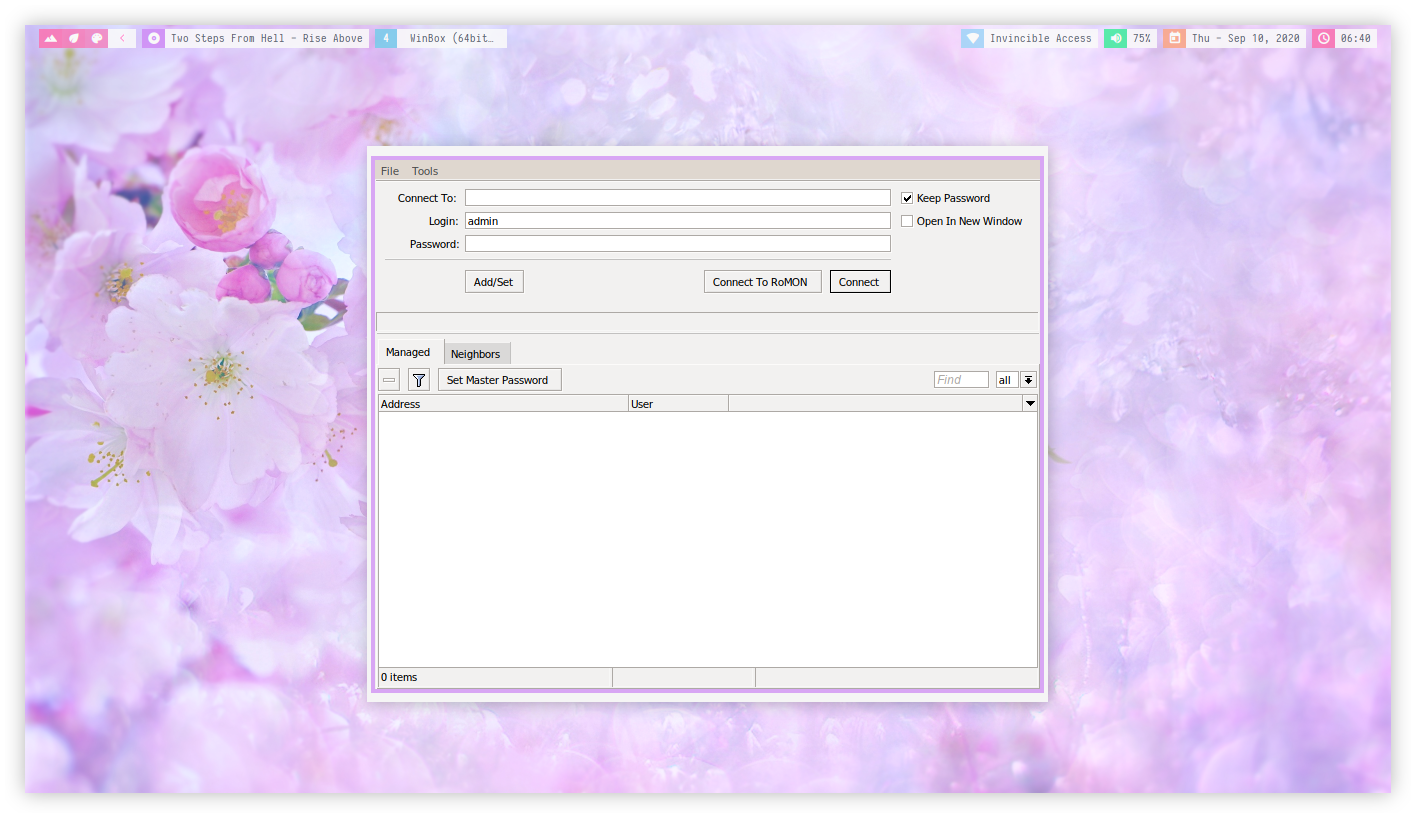 Two Steps From Hell - Rise Above 4 WinBox (64bit… Invincible Access 75% Thu - Sep 10, 2020 06:40
File Tools
Connect To: Keep Password
Login: admin Open In New Window
Password:
Add/Set Connect To RoMON Connect
Managed Neighbors
Set Master Password Find all
Address User
0 items